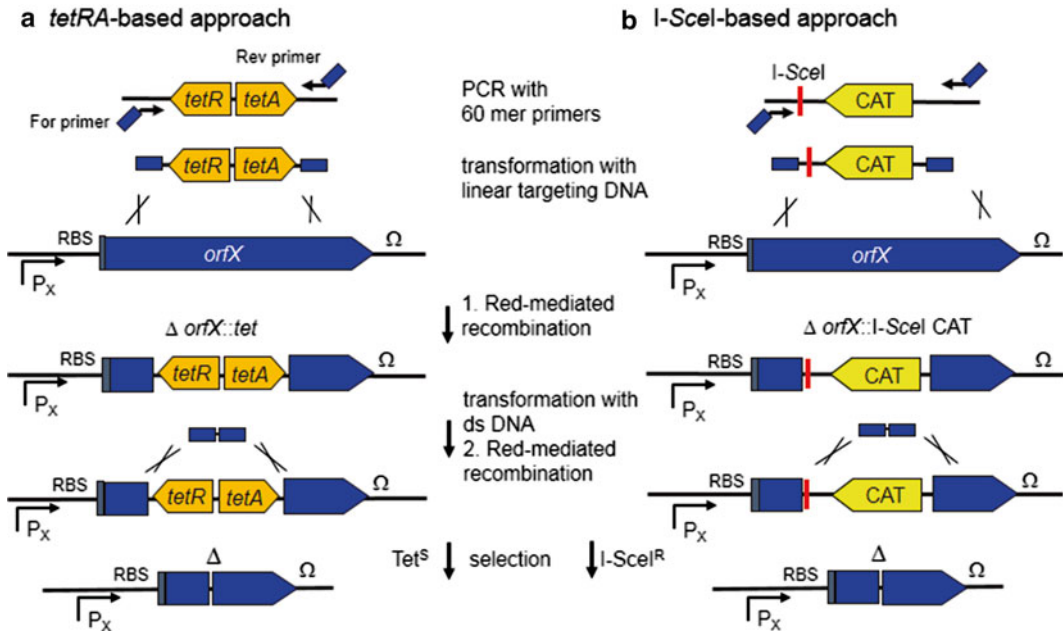 a tetRA-based approach
b I-SceI-based approach
Rev primer
For primer
tetR tetA
PCR with
60 mer primers
I-SceI
CAT
tetR tetA
transformation with
linear targeting DNA
CAT
RBS
orfX
Ω
PX
RBS
orfX
Ω
PX
Δ orfX::tet
1. Red-mediated
recombination
Δ orfX::I-SceI CAT
RBS
tetR tetA
Ω
PX
RBS
CAT
Ω
PX
transformation with
ds DNA
2. Red-mediated
recombination
RBS
tetR tetA
Ω
PX
RBS
CAT
Ω
PX
TetS
selection
I-SceIR
Δ
RBS
Ω
PX
Δ
RBS
Ω
PX